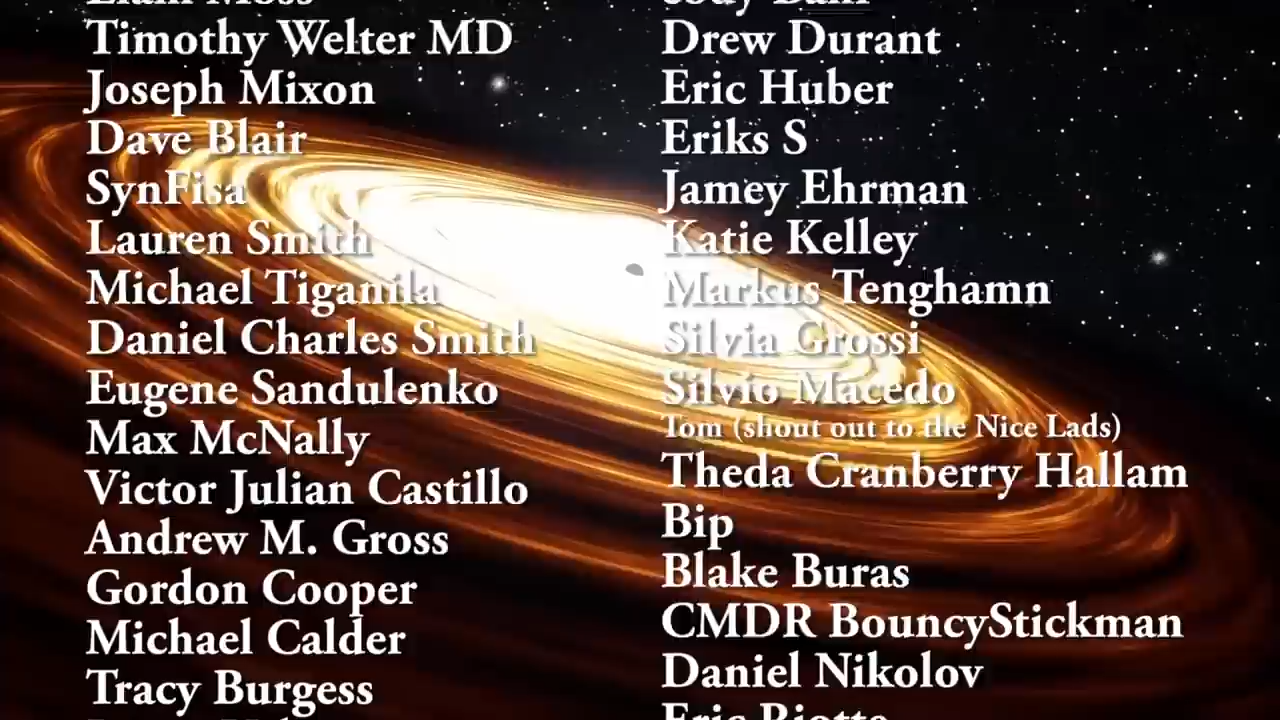 Timothy Welter MD
Joseph Mixon
Dave Blair
SynFisa
Lauren Smith
Michael Tiganila
Daniel Charles Smith
Eugene Sandulenko
Max McNally
Victor Julian Castillo
Andrew M. Gross
Gordon Cooper
Michael Calder
Tracy Burgess
Drew Durant
Eric Huber
Eriks S
Jamey Ehrman
Katie Kelley
Markus Tenghamn
Silvia Grossi
Silvio Macedo
Tom (shout out to the Nice Lads)
Theda Cranberry Hallam
Bip
Blake Buras
CMDR BouncyStickman
Daniel Nikolov